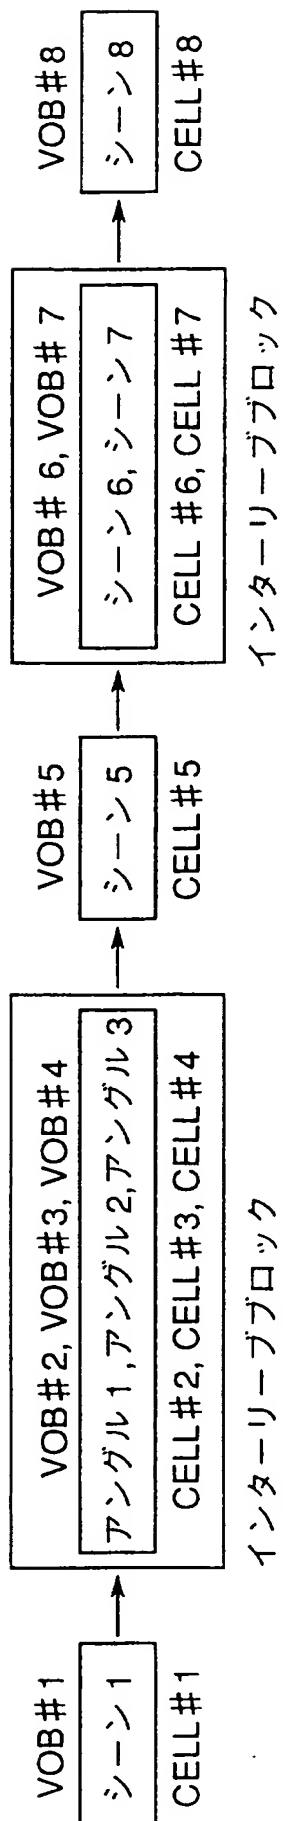 VOB#1
シーン1
CELL#1
VOB#2, VOB#3, VOB#4
アングル1,アングル2,アングル3
CELL#2, CELL#3, CELL#4
インターリーブブロック
VOB#5
シーン5
CELL#5
VOB# 6, VOB# 7
シーン6, シーン7
CELL #6, CELL #7
インターリーブブロック
VOB#8
シーン8
CELL#8